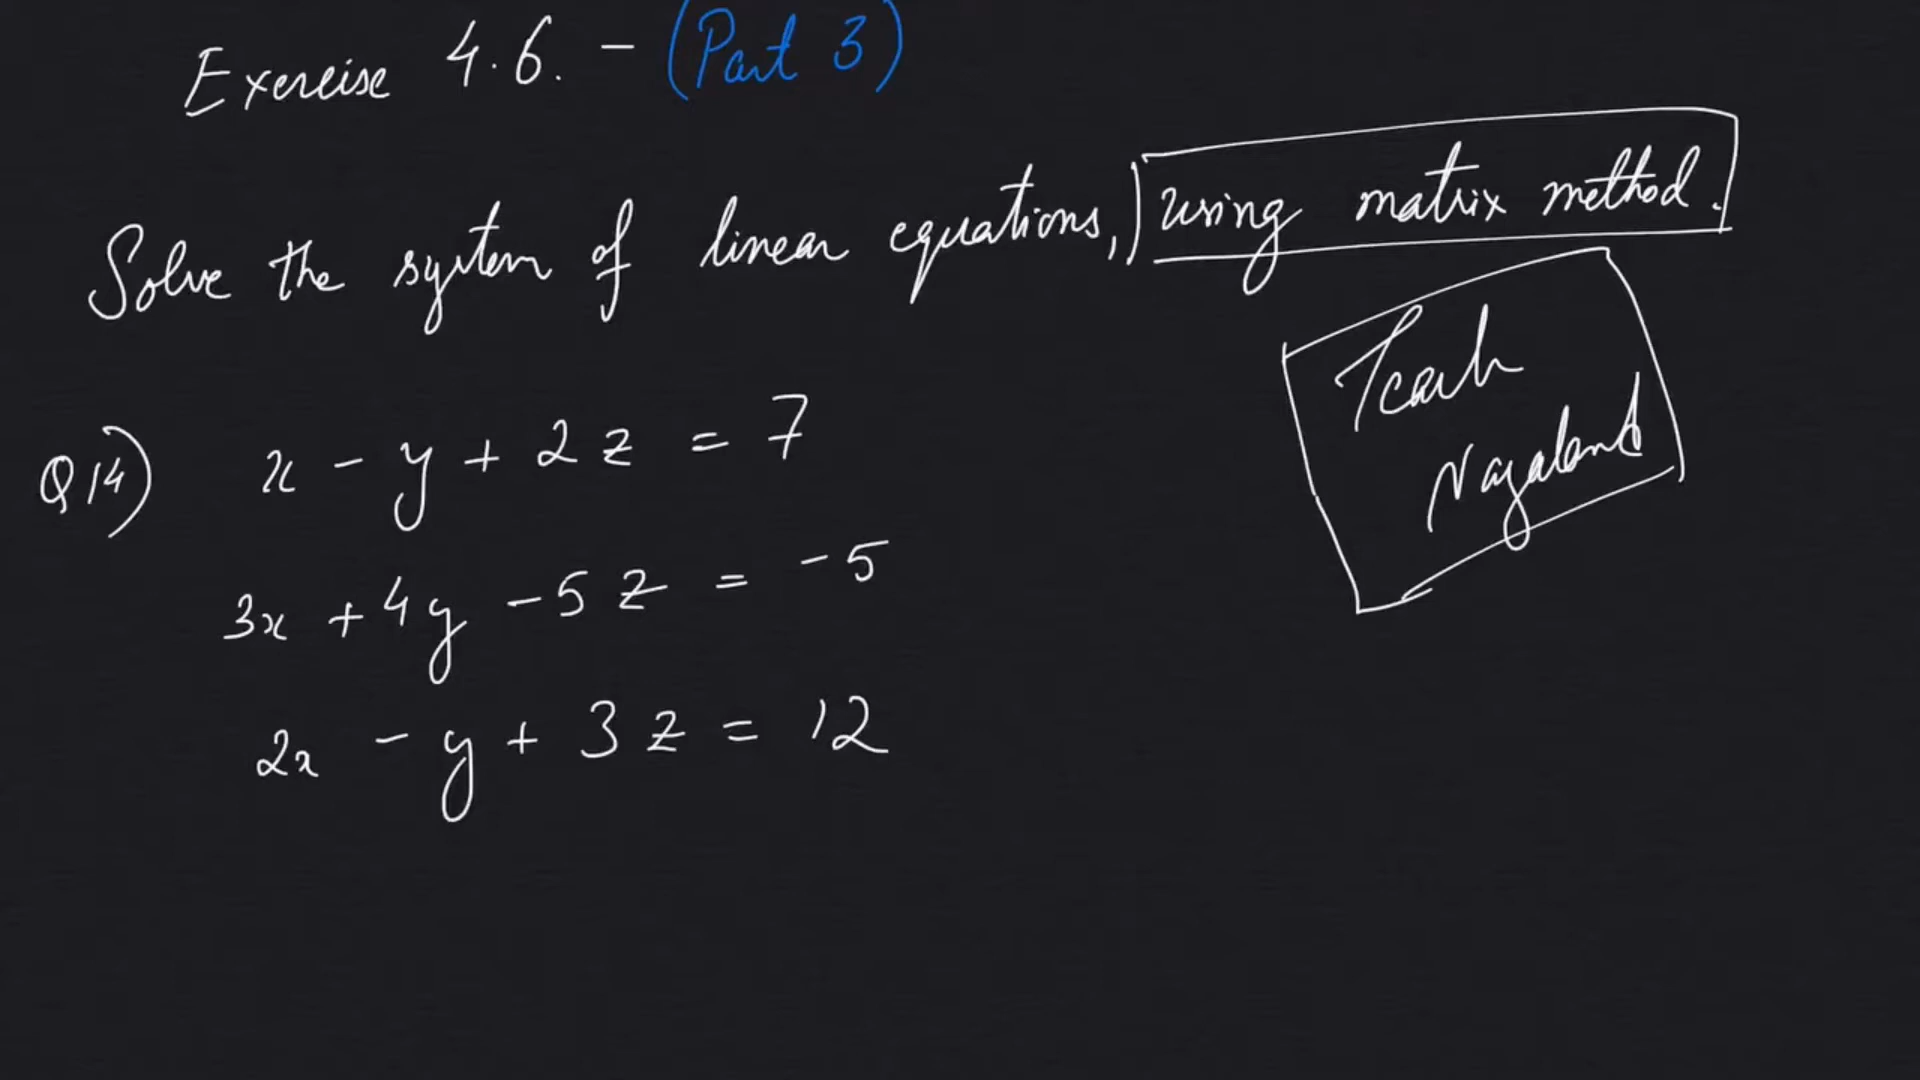 Exercise 4.6. - (Part 3)
Solve the system of linear equations, using matrix method.
Teach
Nagaland
Q14) x - y + 2z = 7
3x + 4y - 5z = -5
2x - y + 3z = 12